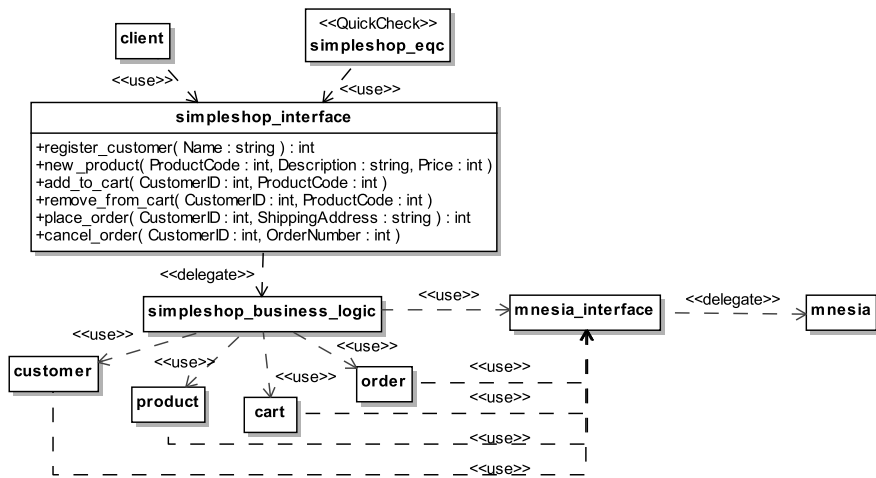 <<QuickCheck>>
client
simpleshop_eqc
<<use>>
<<use>>
simpleshop_interface
+register_customer( Name : string ) : int
+new _product( ProductCode : int, Description : string, Price : int )
+add_to_cart( CustomerID : int, ProductCode : int )
+remove_from_cart( CustomerID : int, ProductCode : int )
+place_order( CustomerID : int, ShippingAddress : string ) : int
+cancel_order( CustomerID : int, OrderNumber : int )
<<delegate>>
<<use>>
<<delegate>>
simpleshop_business_logic
mnesia_interface
mnesia
<<use>>
<<use>>
<<use>>
<<use>>
<<use>>
customer
order
<<use>>
product
cart
<<use>>
<<use>>